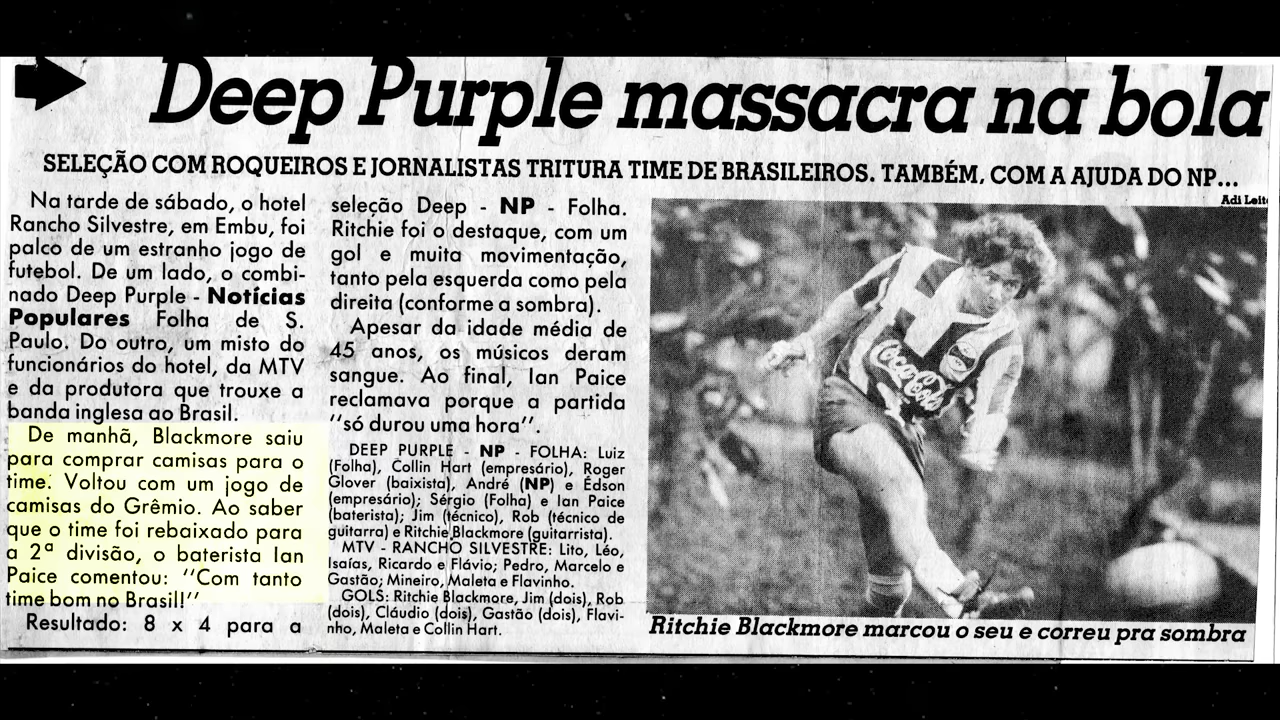 Deep Purple massacra na bola
SELEÇÃO COM ROQUEIROS E JORNALISTAS TRITURA TIME DE BRASILEIROS. TAMBÉM, COM A AJUDA DO NP...
Na tarde de sábado, o hotel
Rancho Silvestre, em Embu, foi
palco de um estranho jogo de
futebol. De um lado, o combi-
nado Deep Purple - Notícias
Populares Folha de S.
Paulo. Do outro, um misto do
funcionários do hotel, da MTV
e da produtora que trouxe a
banda inglesa ao Brasil.
De manhã, Blackmore saiu
para comprar camisas para o
time. Voltou com um jogo de
camisas do Grêmio. Ao saber
que o time foi rebaixado para
a 2ª divisão, o baterista Ian
Paice comentou: "Com tanto
time bom no Brasil!"
Resultado: 8 x 4 para a
seleção Deep - NP - Folha.
Ritchie foi o destaque, com um
gol e muita movimentação,
tanto pela esquerda como pela
direita (conforme a sombra).
Apesar da idade média de
45 anos, os músicos deram
sangue. Ao final, Ian Paice
reclamava porque a partida
"só durou uma hora".
DEEP PURPLE - NP - FOLHA: Luiz
(Folha), Collin Hart (empresário), Roger
Glover (baixista), André (NP) e Edson
(empresário); Sérgio (Folha) e Ian Paice
(baterista); Jim (técnico), Rob (técnico de
guitarra) e Ritchie Blackmore (guitarrista).
MTV - RANCHO SILVESTRE: Lito, Léo,
Isaías, Ricardo e Flávio; Pedro, Marcelo e
Gastão; Mineiro, Maleta e Flavinho.
GOLS: Ritchie Blackmore, Jim (dois), Rob
(dois), Cláudio (dois), Gastão (dois), Flavi-
nho, Maleta e Collin Hart.
Adi Leite
Coca-Cola
Ritchie Blackmore marcou o seu e correu pra sombra